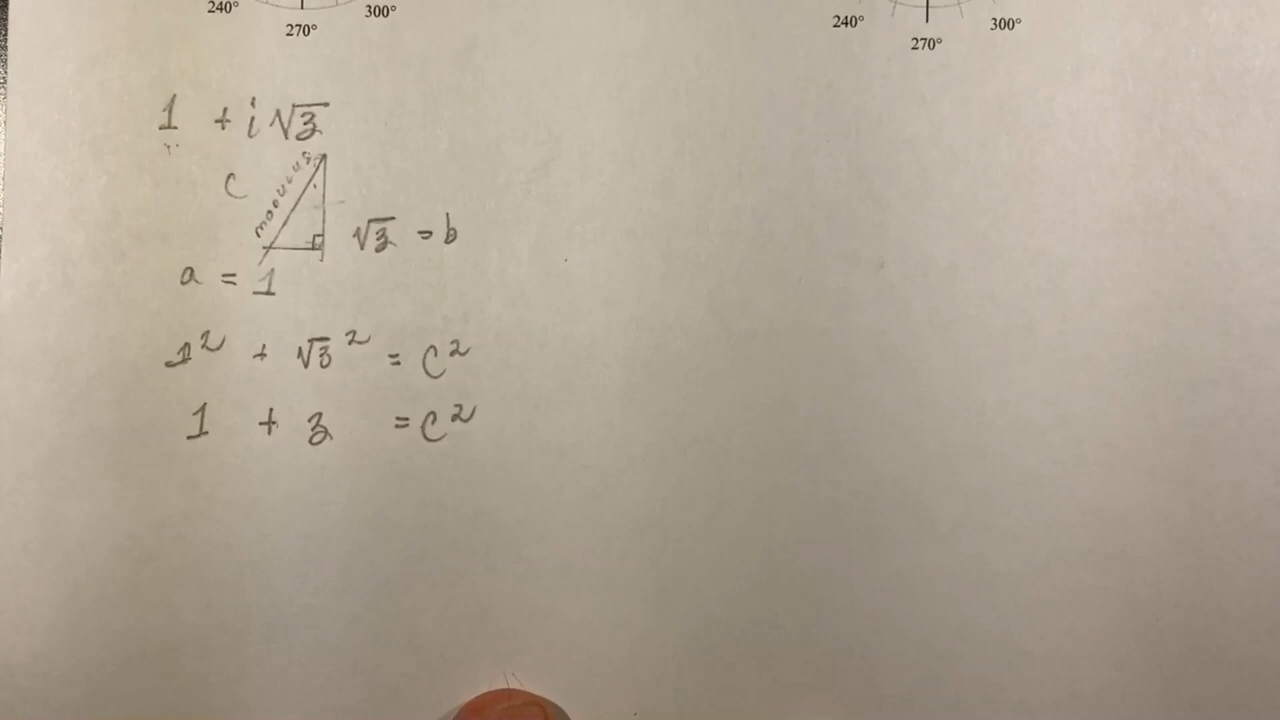 240° 300° 240° 300°
270° 270°
1 + i√3
modulus
c
√3 = b
a = 1
1² + √3² = c²
1 + 3 = c²